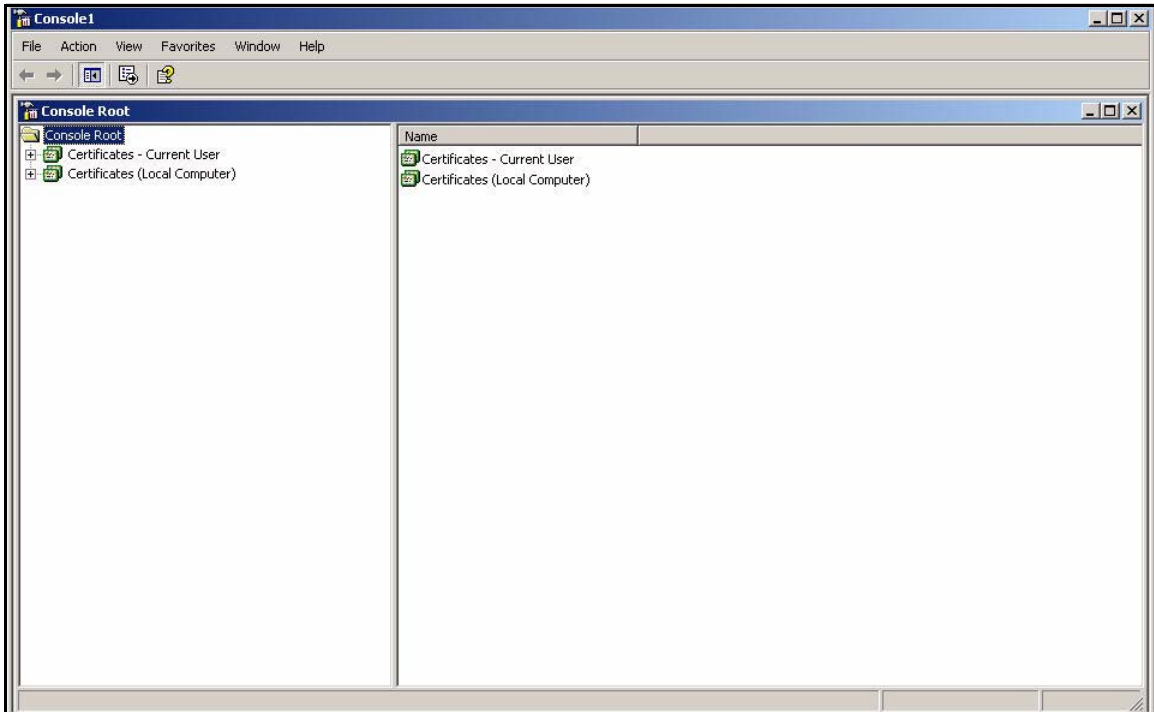 Console1
File Action View Favorites Window Help
Console Root
Console Root
Certificates - Current User
Certificates (Local Computer)
Name
Certificates - Current User
Certificates (Local Computer)